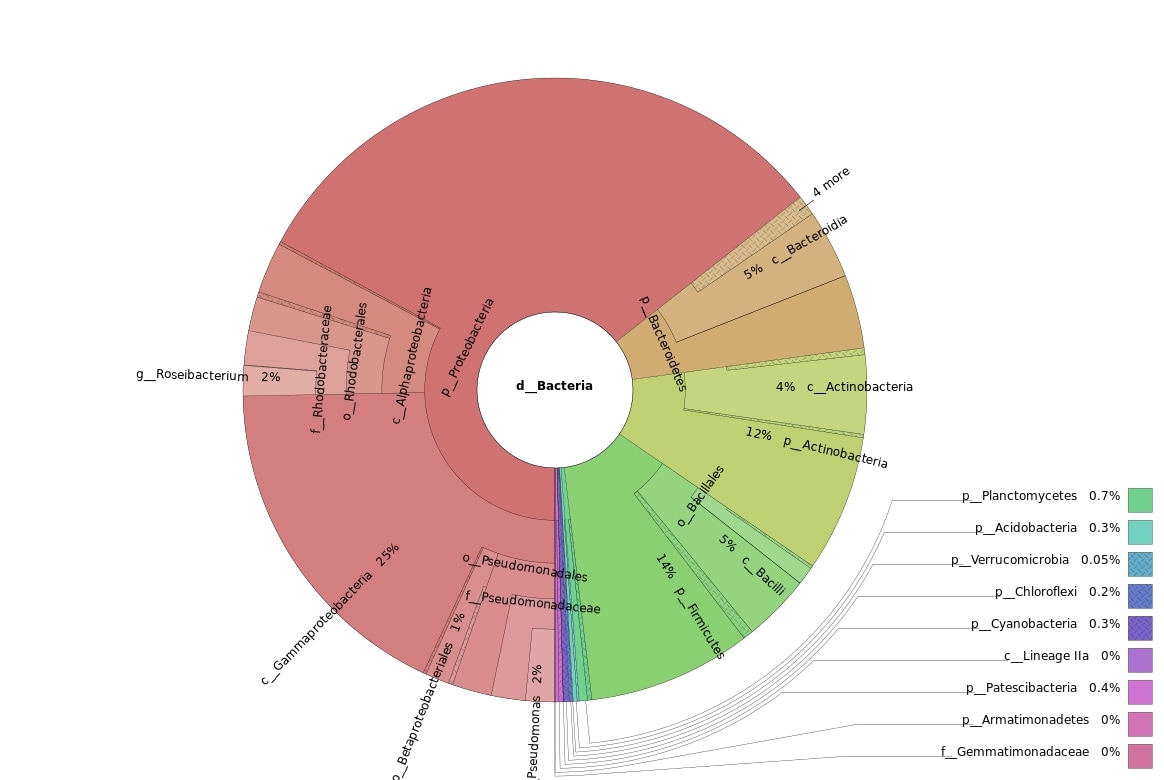 4 more
5% c__Bacteroidia
p__Bacteroidetes
p__Proteobacteria
c__Alphaproteobacteria
o__Rhodobacterales
f__Rhodobacteraceae
g__Roseibacterium 2%
d__Bacteria
4% c__Actinobacteria
12% p__Actinobacteria
o__Bacillales
5% c__Bacilli
14% p__Firmicutes
c__Gammaproteobacteria 25%
o__Pseudomonadales
f__Pseudomonadaceae
o__Betaproteobacteriales 1%
Pseudomonas 2%
p__Planctomycetes 0.7%
p__Acidobacteria 0.3%
p__Verrucomicrobia 0.05%
p__Chloroflexi 0.2%
p__Cyanobacteria 0.3%
c__Lineage IIa 0%
p__Patescibacteria 0.4%
p__Armatimonadetes 0%
f__Gemmatimonadaceae 0%